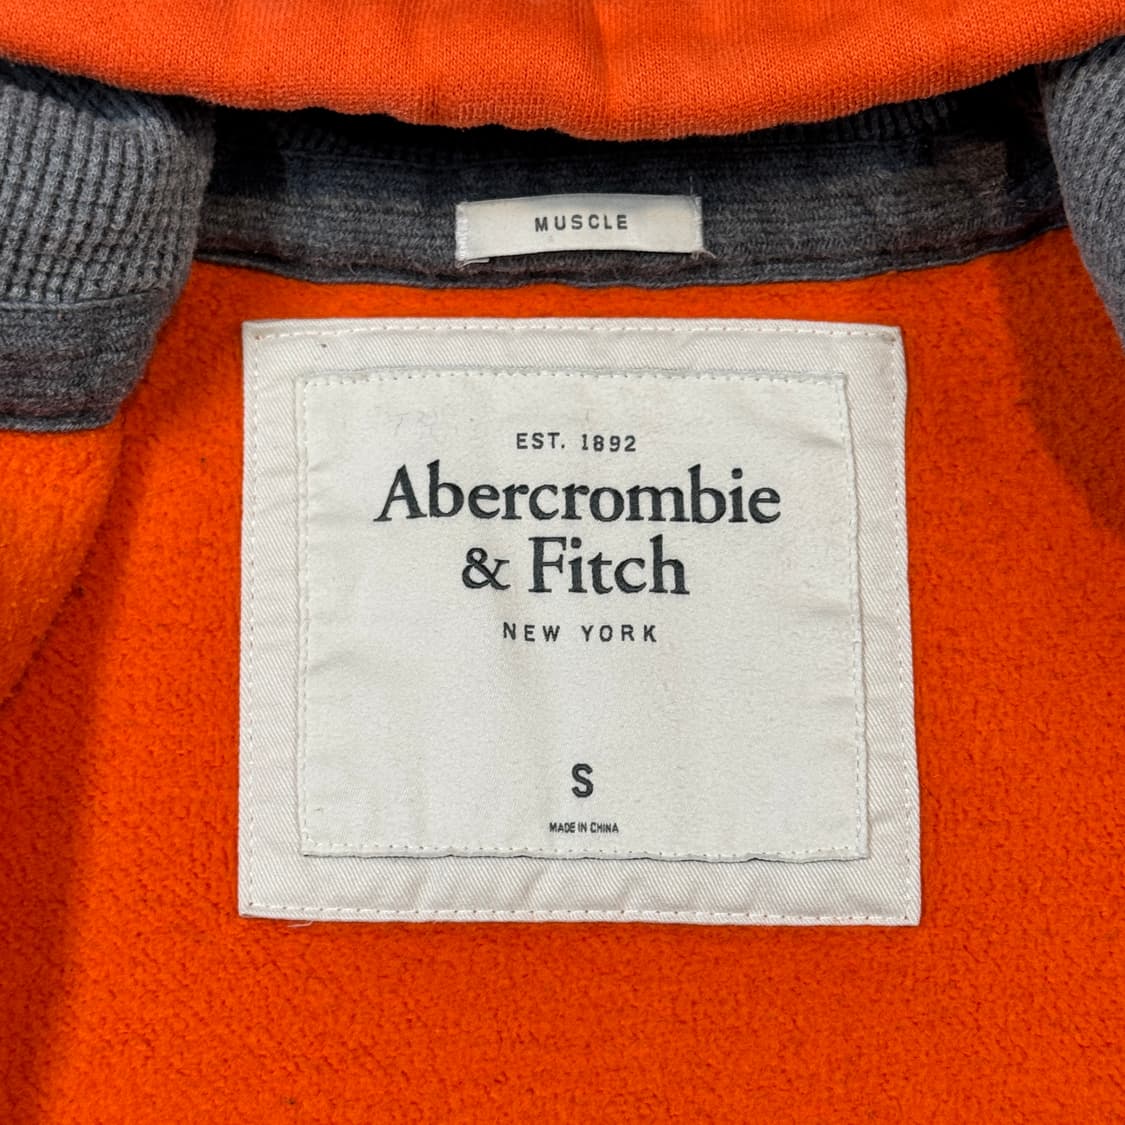 MUSCLE
EST. 1892
Abercrombie
& Fitch
NEW YORK
S
MADE IN CHINA